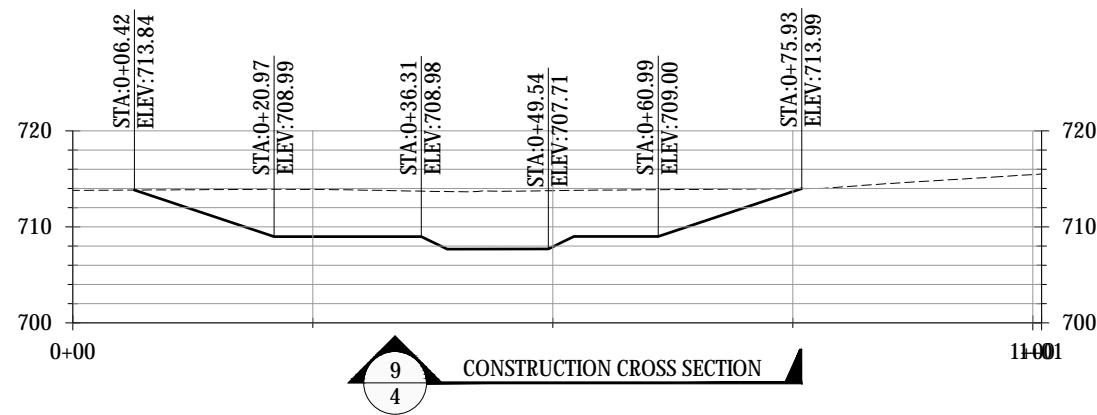 STA:0+06.42
ELEV:713.84
STA:0+20.97
ELEV:708.99
STA:0+36.31
ELEV:708.98
STA:0+49.54
ELEV:707.71
STA:0+60.99
ELEV:709.00
STA:0+75.93
ELEV:713.99
720
720
710
710
700
700
0+00
9
4
CONSTRUCTION CROSS SECTION